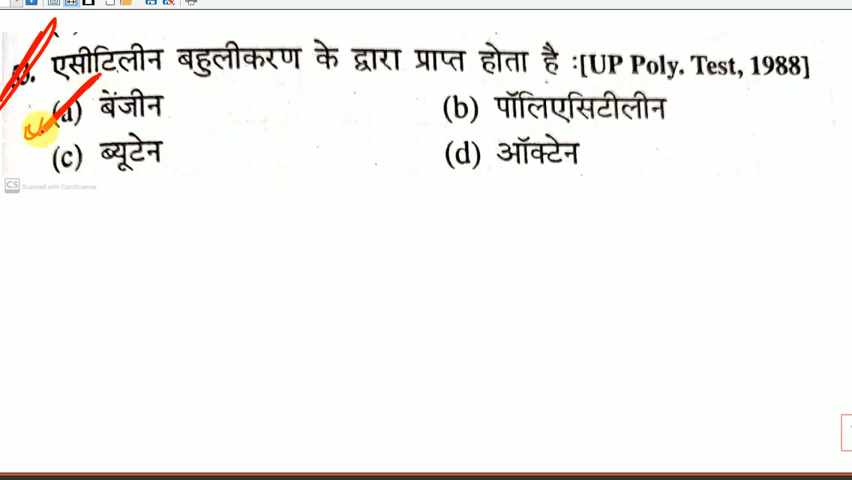 एसीटिलीन बहुलीकरण के द्वारा प्राप्त होता है :[UP Poly. Test, 1988]
(a) बेंजीन (b) पॉलिएसिटीलीन
(c) ब्यूटेन (d) ऑक्टेन
CS Scanned with CamScanner